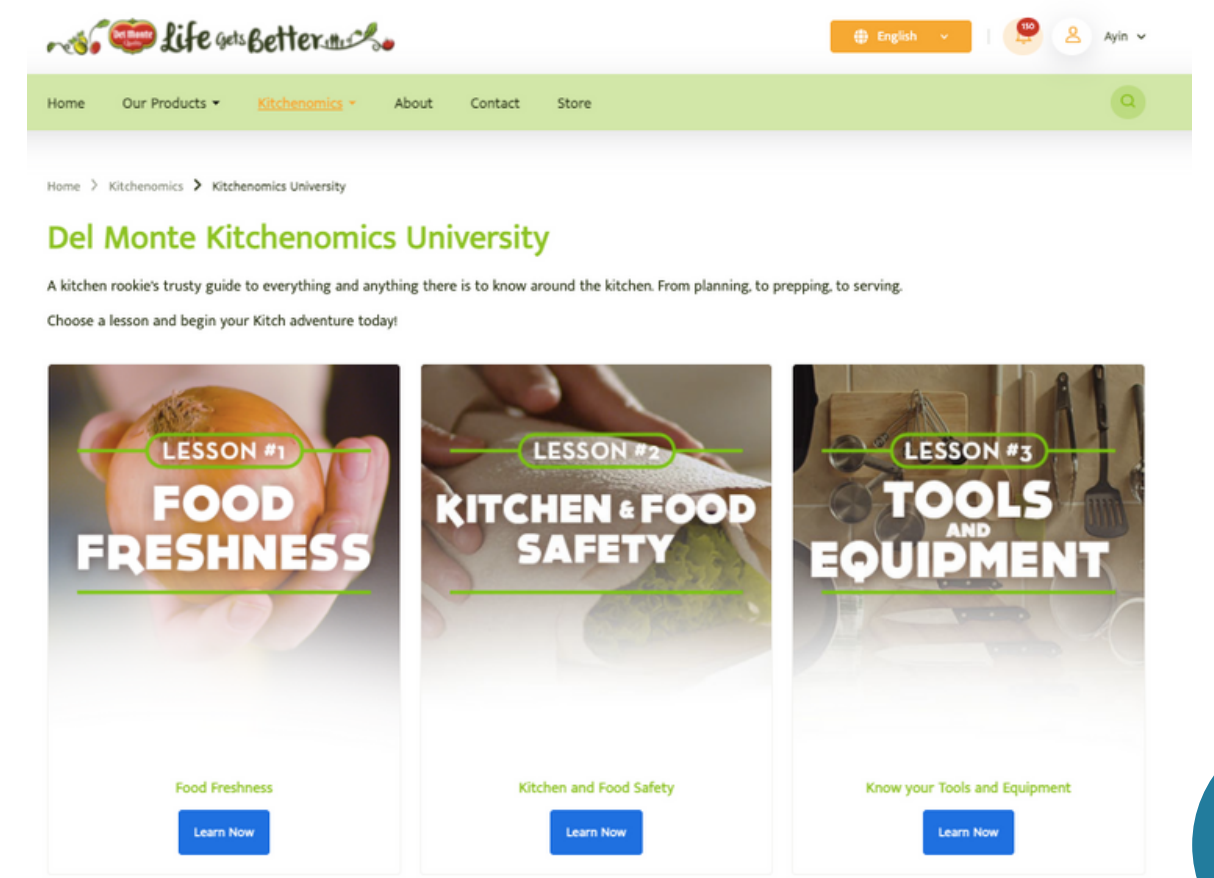 Del Monte
Quality
Life Gets Better
English
150
Ayin
Home
Our Products
Kitchenomics
About
Contact
Store
Home
Kitchenomics
Kitchenomics University
Del Monte Kitchenomics University
A kitchen rookie's trusty guide to everything and anything there is to know around the kitchen. From planning, to prepping, to serving.
Choose a lesson and begin your Kitch adventure today!
LESSON #1
FOOD
FRESHNESS
Food Freshness
Learn Now
LESSON #2
KITCHEN & FOOD
SAFETY
Kitchen and Food Safety
Learn Now
LESSON #3
TOOLS
AND
EQUIPMENT
Know your Tools and Equipment
Learn Now